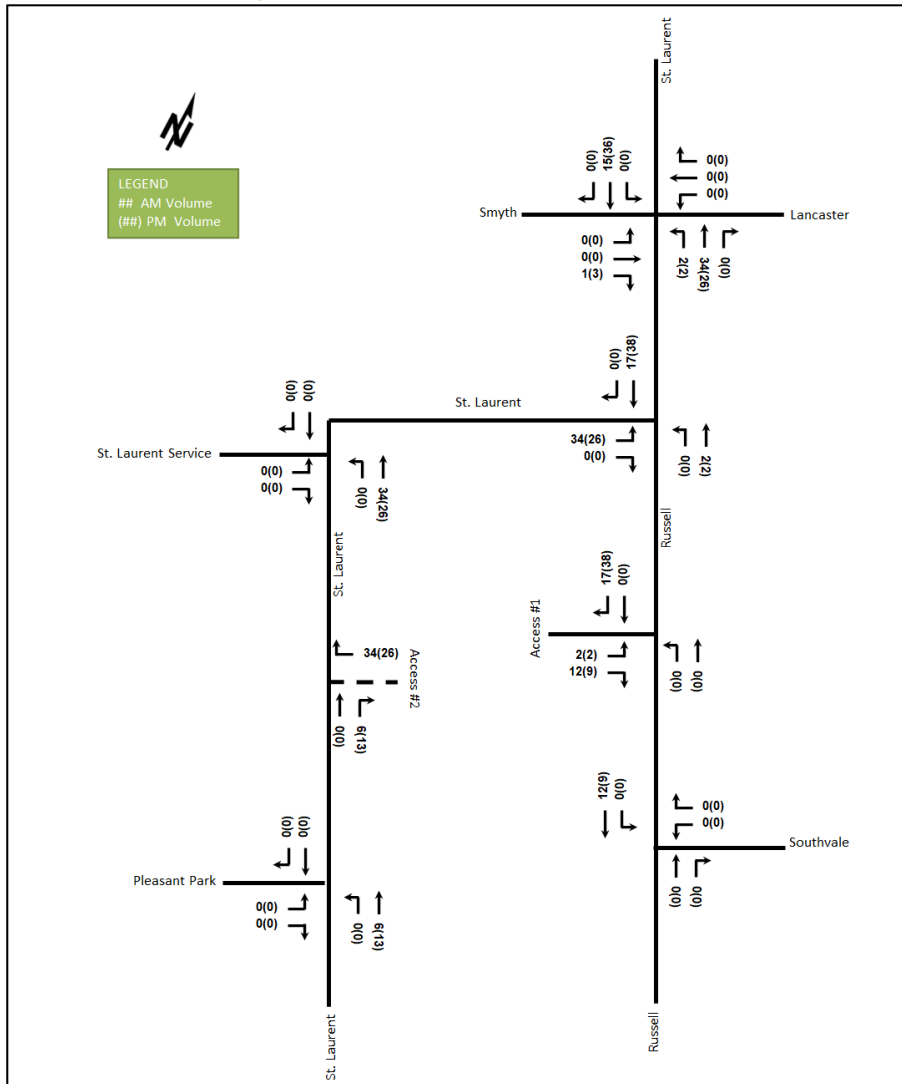 St. Laurent
N
LEGEND
## AM Volume
(##) PM Volume
0(0)
15(36)
0(0)
0(0)
0(0)
0(0)
Smyth
Lancaster
0(0)
0(0)
1(3)
2(2)
34(26)
0(0)
0(0)
17(38)
St. Laurent
34(26)
0(0)
0(0)
2(2)
0(0)
0(0)
St. Laurent Service
0(0)
0(0)
0(0)
34(26)
St. Laurent
Russell
17(38)
0(0)
Access #1
2(2)
12(9)
0(0)
0(0)
34(26)
Access #2
0(0)
6(13)
12(9)
0(0)
0(0)
0(0)
Southvale
0(0)
0(0)
0(0)
0(0)
Pleasant Park
0(0)
0(0)
0(0)
6(13)
St. Laurent
Russell